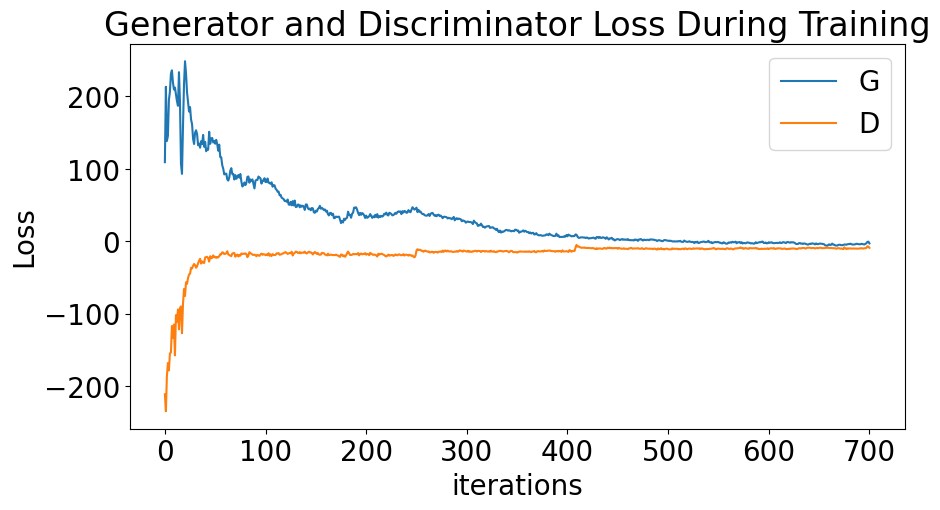 Generator and Discriminator Loss During Training
G
D
Loss
200
100
0
−100
−200
0 100 200 300 400 500 600 700
iterations